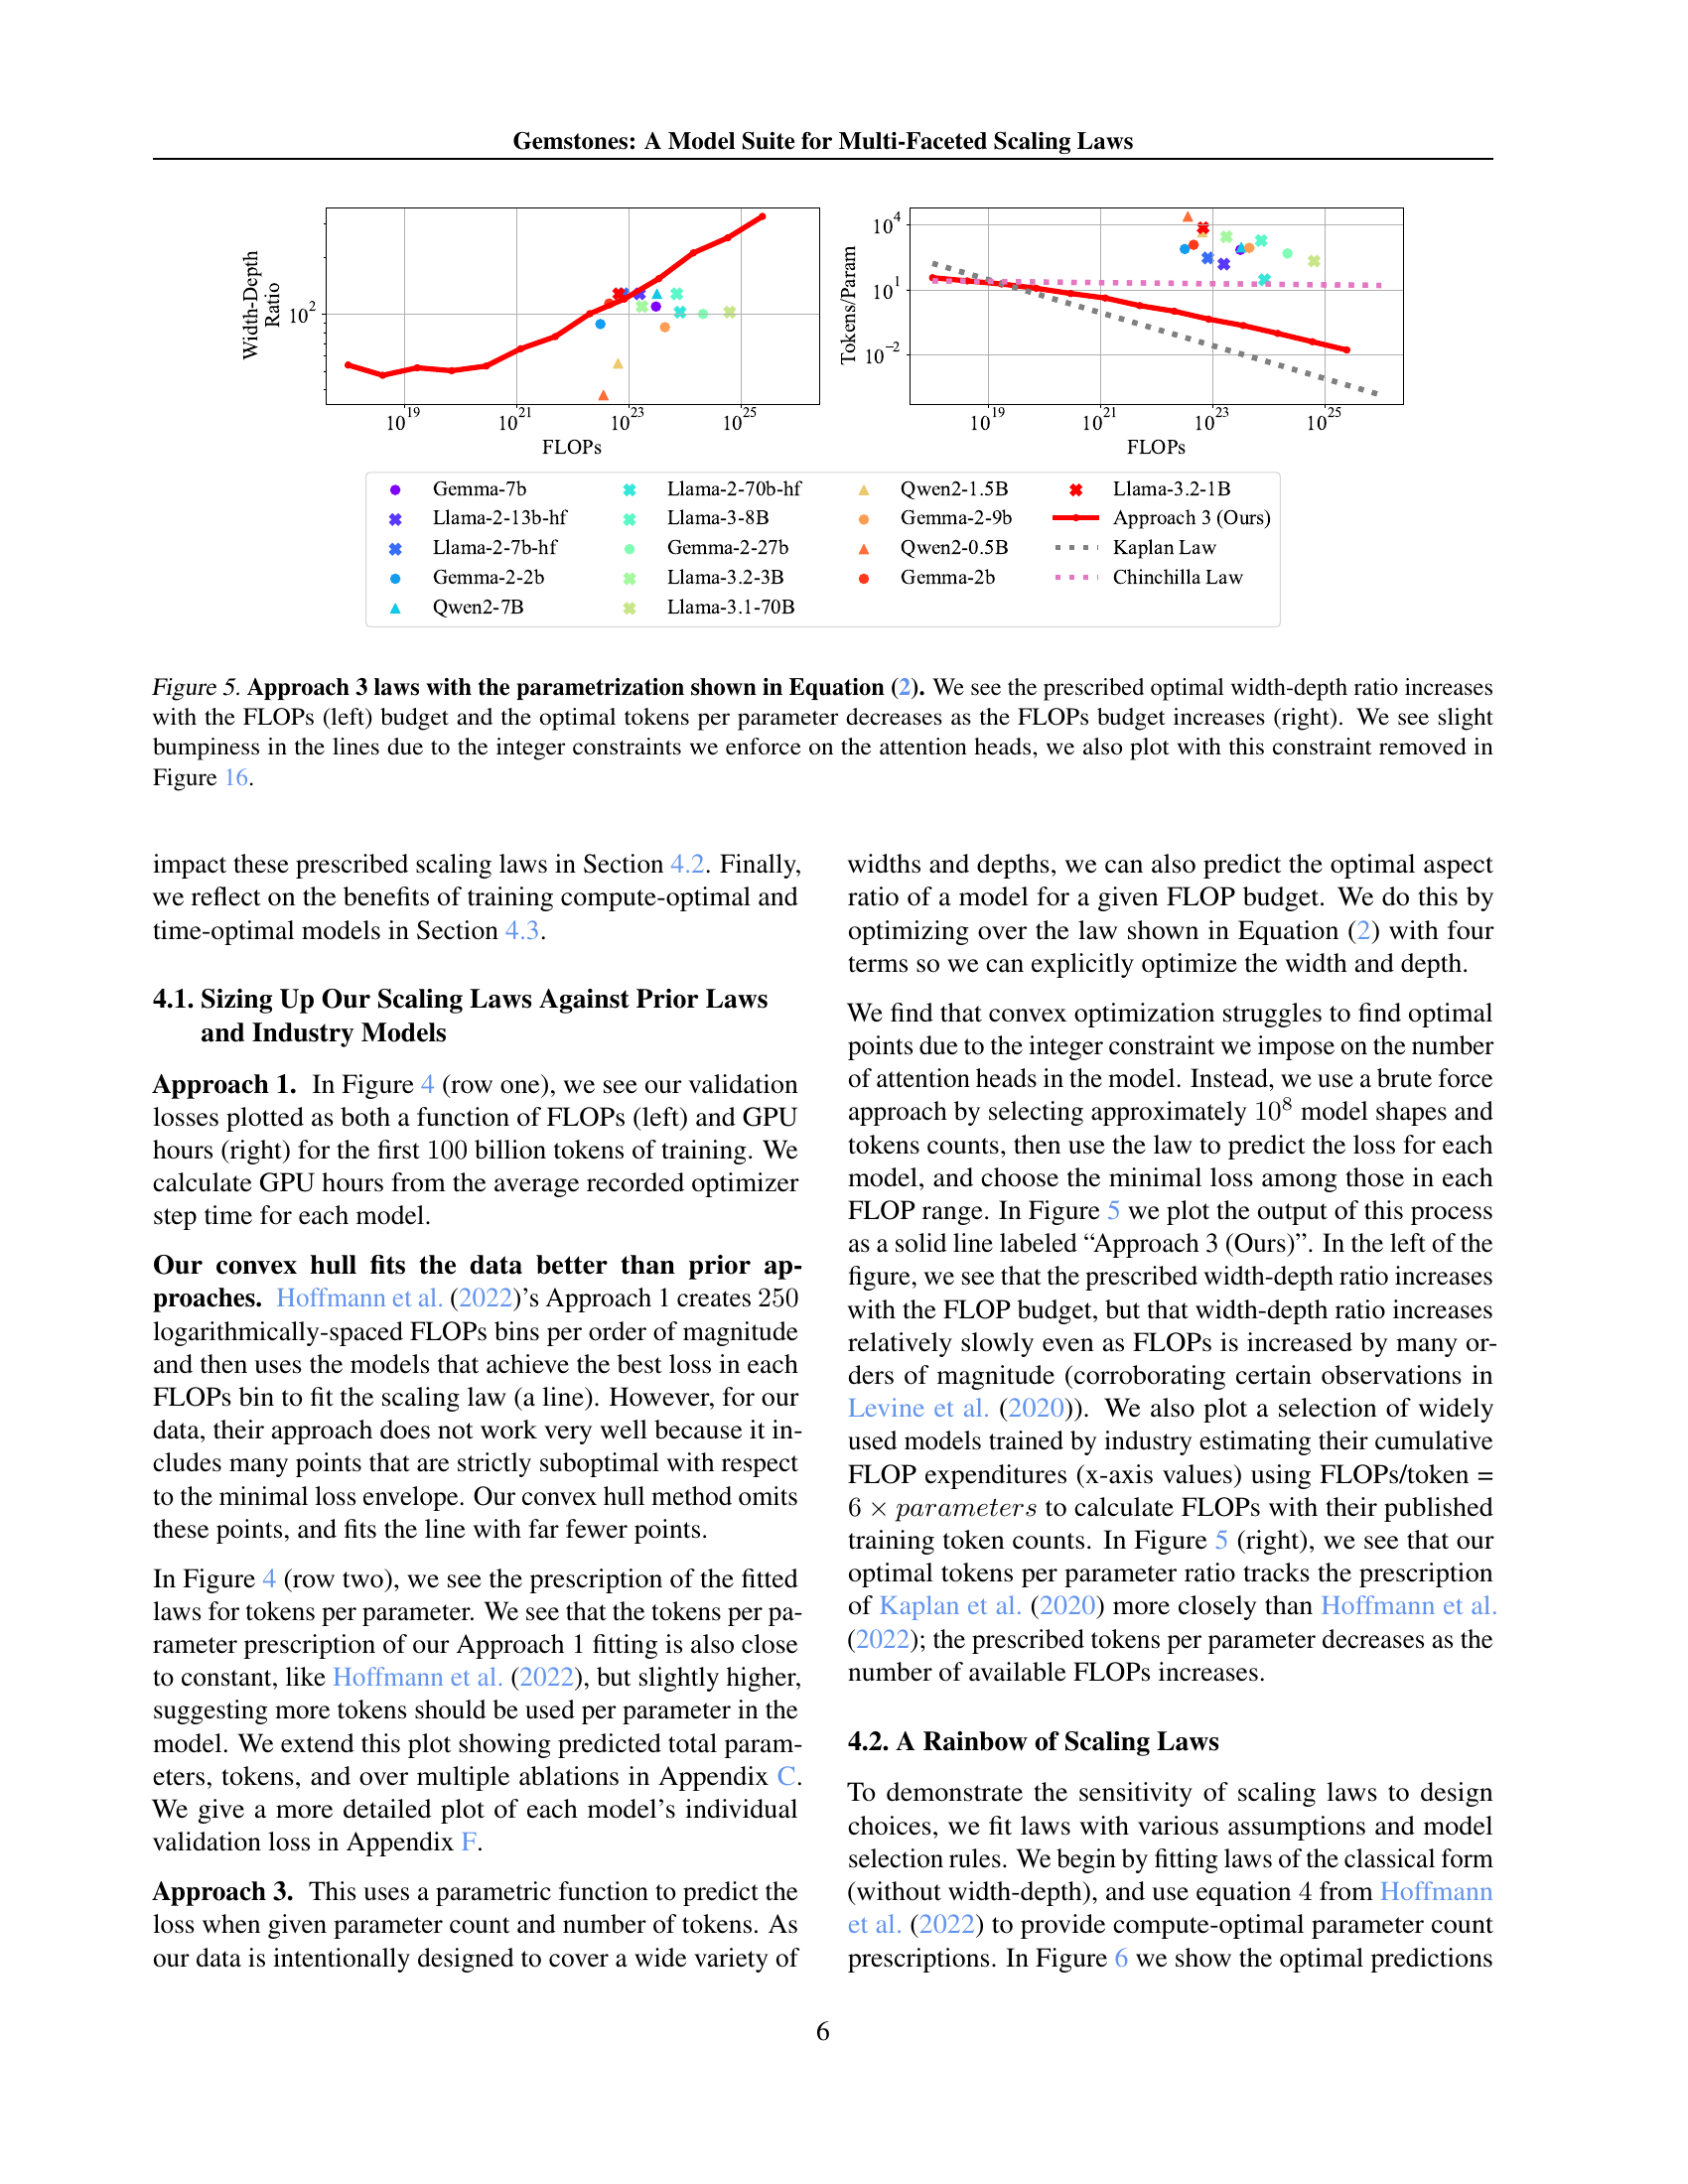 Gemstones: A Model Suite for Multi-Faceted Scaling Laws
Width-Depth
Ratio
10²
10¹⁹
10²¹
10²³
10²⁵
FLOPs
Tokens/Param
10⁴
10¹
10⁻²
10¹⁹
10²¹
10²³
10²⁵
FLOPs
Gemma-7b
Llama-2-13b-hf
Llama-2-7b-hf
Gemma-2-2b
Qwen2-7B
Llama-2-70b-hf
Llama-3-8B
Gemma-2-27b
Llama-3.2-3B
Llama-3.1-70B
Qwen2-1.5B
Gemma-2-9b
Qwen2-0.5B
Gemma-2b
Llama-3.2-1B
Approach 3 (Ours)
Kaplan Law
Chinchilla Law
Figure 5. Approach 3 laws with the parametrization shown in Equation (2). We see the prescribed optimal width-depth ratio increases
with the FLOPs (left) budget and the optimal tokens per parameter decreases as the FLOPs budget increases (right). We see slight
bumpiness in the lines due to the integer constraints we enforce on the attention heads, we also plot with this constraint removed in
Figure 16.
impact these prescribed scaling laws in Section 4.2. Finally,
we reflect on the benefits of training compute-optimal and
time-optimal models in Section 4.3.
4.1. Sizing Up Our Scaling Laws Against Prior Laws
and Industry Models
Approach 1. In Figure 4 (row one), we see our validation
losses plotted as both a function of FLOPs (left) and GPU
hours (right) for the first 100 billion tokens of training. We
calculate GPU hours from the average recorded optimizer
step time for each model.
Our convex hull fits the data better than prior ap-
proaches. Hoffmann et al. (2022)'s Approach 1 creates 250
logarithmically-spaced FLOPs bins per order of magnitude
and then uses the models that achieve the best loss in each
FLOPs bin to fit the scaling law (a line). However, for our
data, their approach does not work very well because it in-
cludes many points that are strictly suboptimal with respect
to the minimal loss envelope. Our convex hull method omits
these points, and fits the line with far fewer points.
In Figure 4 (row two), we see the prescription of the fitted
laws for tokens per parameter. We see that the tokens per pa-
rameter prescription of our Approach 1 fitting is also close
to constant, like Hoffmann et al. (2022), but slightly higher,
suggesting more tokens should be used per parameter in the
model. We extend this plot showing predicted total param-
eters, tokens, and over multiple ablations in Appendix C.
We give a more detailed plot of each model's individual
validation loss in Appendix F.
Approach 3. This uses a parametric function to predict the
loss when given parameter count and number of tokens. As
our data is intentionally designed to cover a wide variety of
widths and depths, we can also predict the optimal aspect
ratio of a model for a given FLOP budget. We do this by
optimizing over the law shown in Equation (2) with four
terms so we can explicitly optimize the width and depth.
We find that convex optimization struggles to find optimal
points due to the integer constraint we impose on the number
of attention heads in the model. Instead, we use a brute force
approach by selecting approximately 10⁸ model shapes and
tokens counts, then use the law to predict the loss for each
model, and choose the minimal loss among those in each
FLOP range. In Figure 5 we plot the output of this process
as a solid line labeled “Approach 3 (Ours)”. In the left of the
figure, we see that the prescribed width-depth ratio increases
with the FLOP budget, but that width-depth ratio increases
relatively slowly even as FLOPs is increased by many or-
ders of magnitude (corroborating certain observations in
Levine et al. (2020)). We also plot a selection of widely
used models trained by industry estimating their cumulative
FLOP expenditures (x-axis values) using FLOPs/token =
6 × parameters to calculate FLOPs with their published
training token counts. In Figure 5 (right), we see that our
optimal tokens per parameter ratio tracks the prescription
of Kaplan et al. (2020) more closely than Hoffmann et al.
(2022); the prescribed tokens per parameter decreases as the
number of available FLOPs increases.
4.2. A Rainbow of Scaling Laws
To demonstrate the sensitivity of scaling laws to design
choices, we fit laws with various assumptions and model
selection rules. We begin by fitting laws of the classical form
(without width-depth), and use equation 4 from Hoffmann
et al. (2022) to provide compute-optimal parameter count
prescriptions. In Figure 6 we show the optimal predictions
6